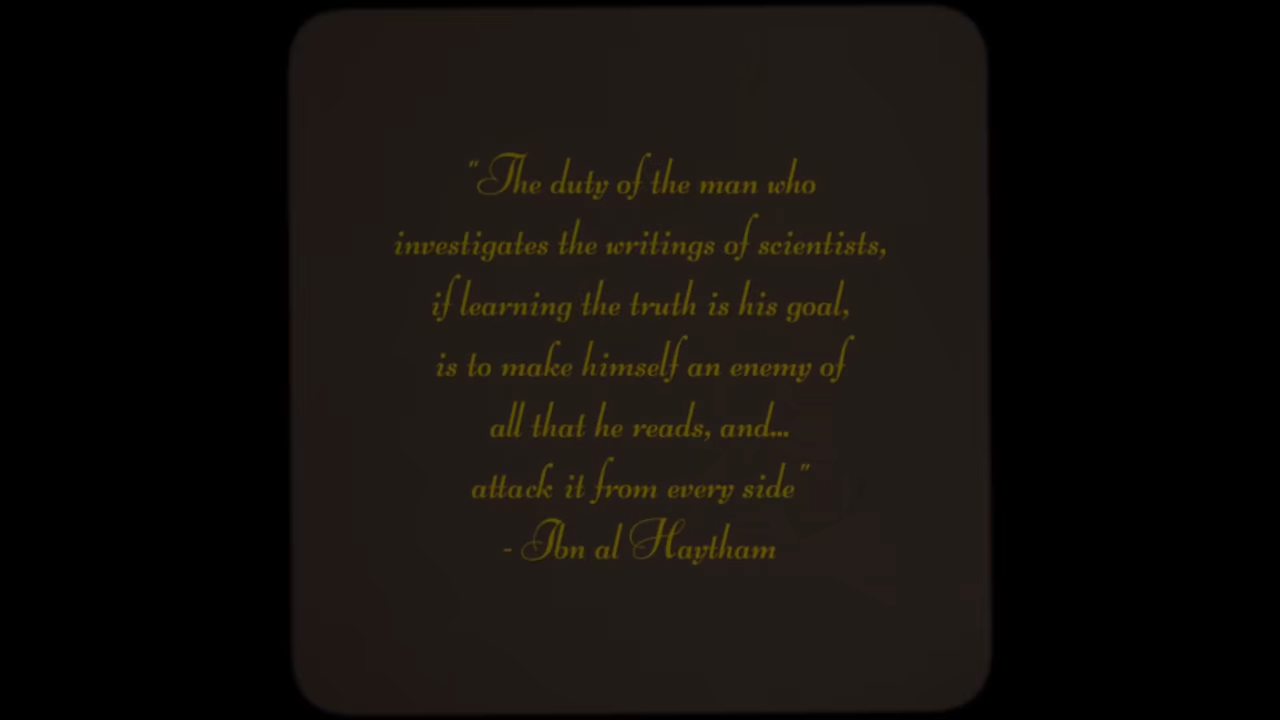 "The duty of the man who
investigates the writings of scientists,
if learning the truth is his goal,
is to make himself an enemy of
all that he reads, and...
attack it from every side"
- Ibn al Haytham